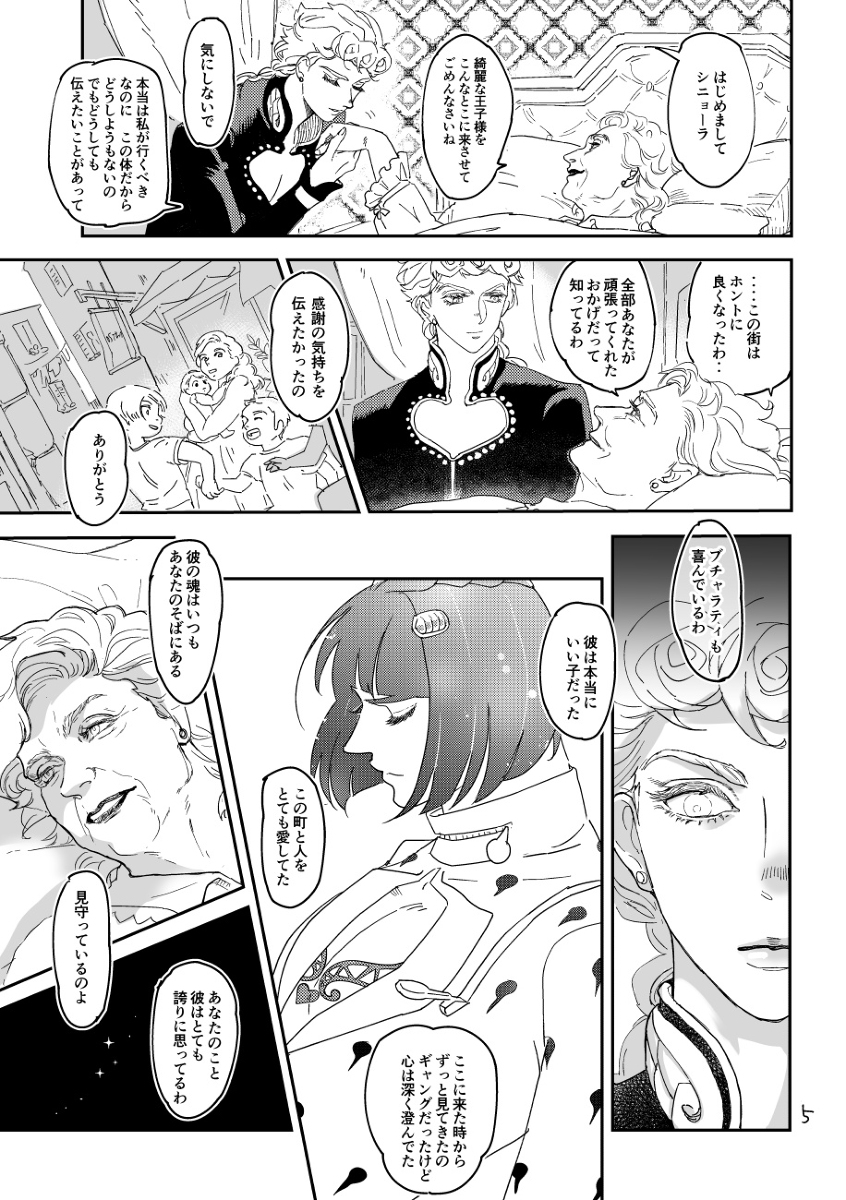 はじめまして
シニョーラ
綺麗な王子様を
こんなとこに来させて
ごめんなさいね
気にしないで
本当は私が行くべき
なのに この体だから
どうしようもないの
でもどうしても
伝えたいことがあって
‥‥この街は
ホントに
良くなったわ‥
全部あなたが
頑張ってくれた
おかげだって
知ってるわ
感謝の気持ちを
伝えたかったの
ありがとう
ブチャラティも
喜んでいるわ
彼は本当に
いい子だった
この町と人を
とても愛してた
ここに来た時から
ずっと見てきたの
ギャングだったけど
心は深く澄んでた
彼の魂はいつも
あなたのそばにある
見守っているのよ
あなたのこと
彼はとても
誇りに思ってるわ
5